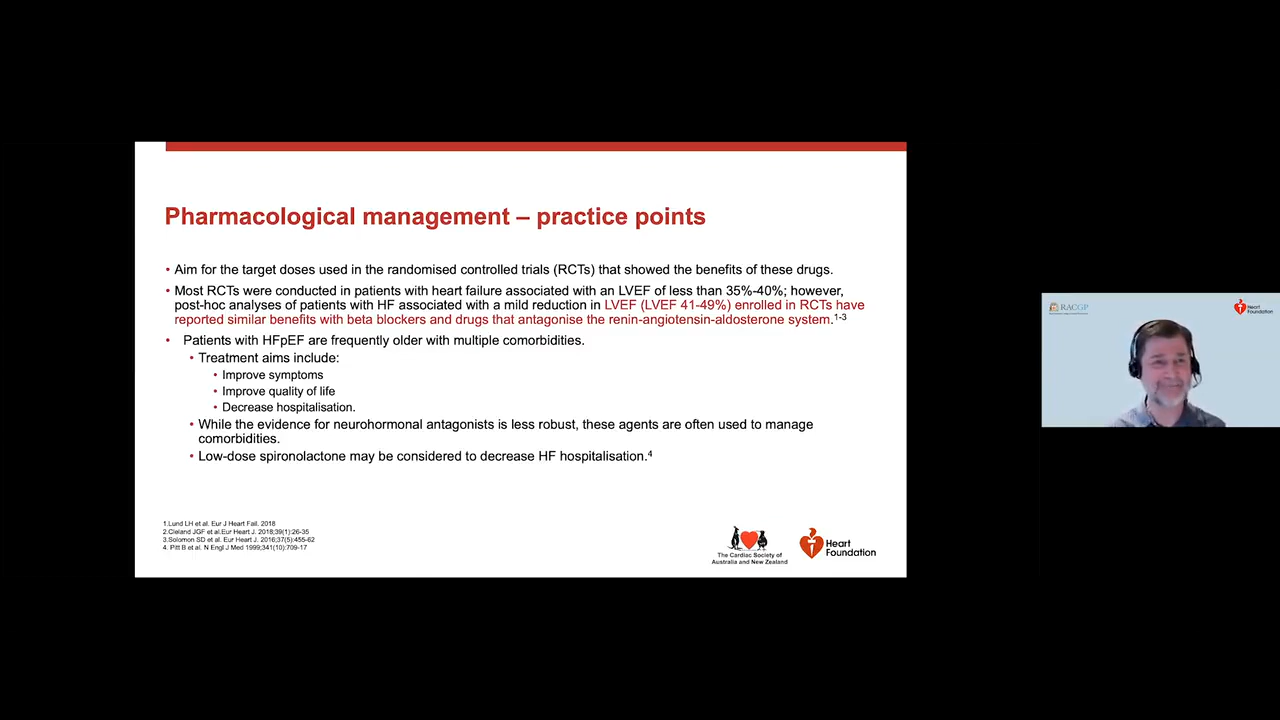 Pharmacological management – practice points
• Aim for the target doses used in the randomised controlled trials (RCTs) that showed the benefits of these drugs.
• Most RCTs were conducted in patients with heart failure associated with an LVEF of less than 35%-40%; however,
post-hoc analyses of patients with HF associated with a mild reduction in LVEF (LVEF 41-49%) enrolled in RCTs have
reported similar benefits with beta blockers and drugs that antagonise the renin-angiotensin-aldosterone system.1-3
• Patients with HFpEF are frequently older with multiple comorbidities.
• Treatment aims include:
• Improve symptoms
• Improve quality of life
• Decrease hospitalisation.
• While the evidence for neurohormonal antagonists is less robust, these agents are often used to manage
comorbidities.
• Low-dose spironolactone may be considered to decrease HF hospitalisation.4
1.Lund LH et al. Eur J Heart Fail. 2018
2.Cleland JGF et al.Eur Heart J. 2018;39(1):26-35
3.Solomon SD et al. Eur Heart J. 2016;37(5):455-62
4. Pitt B et al. N Engl J Med 1999;341(10):709-17
The Cardiac Society of
Australia and New Zealand
Heart
Foundation
RACGP
Heart
Foundation